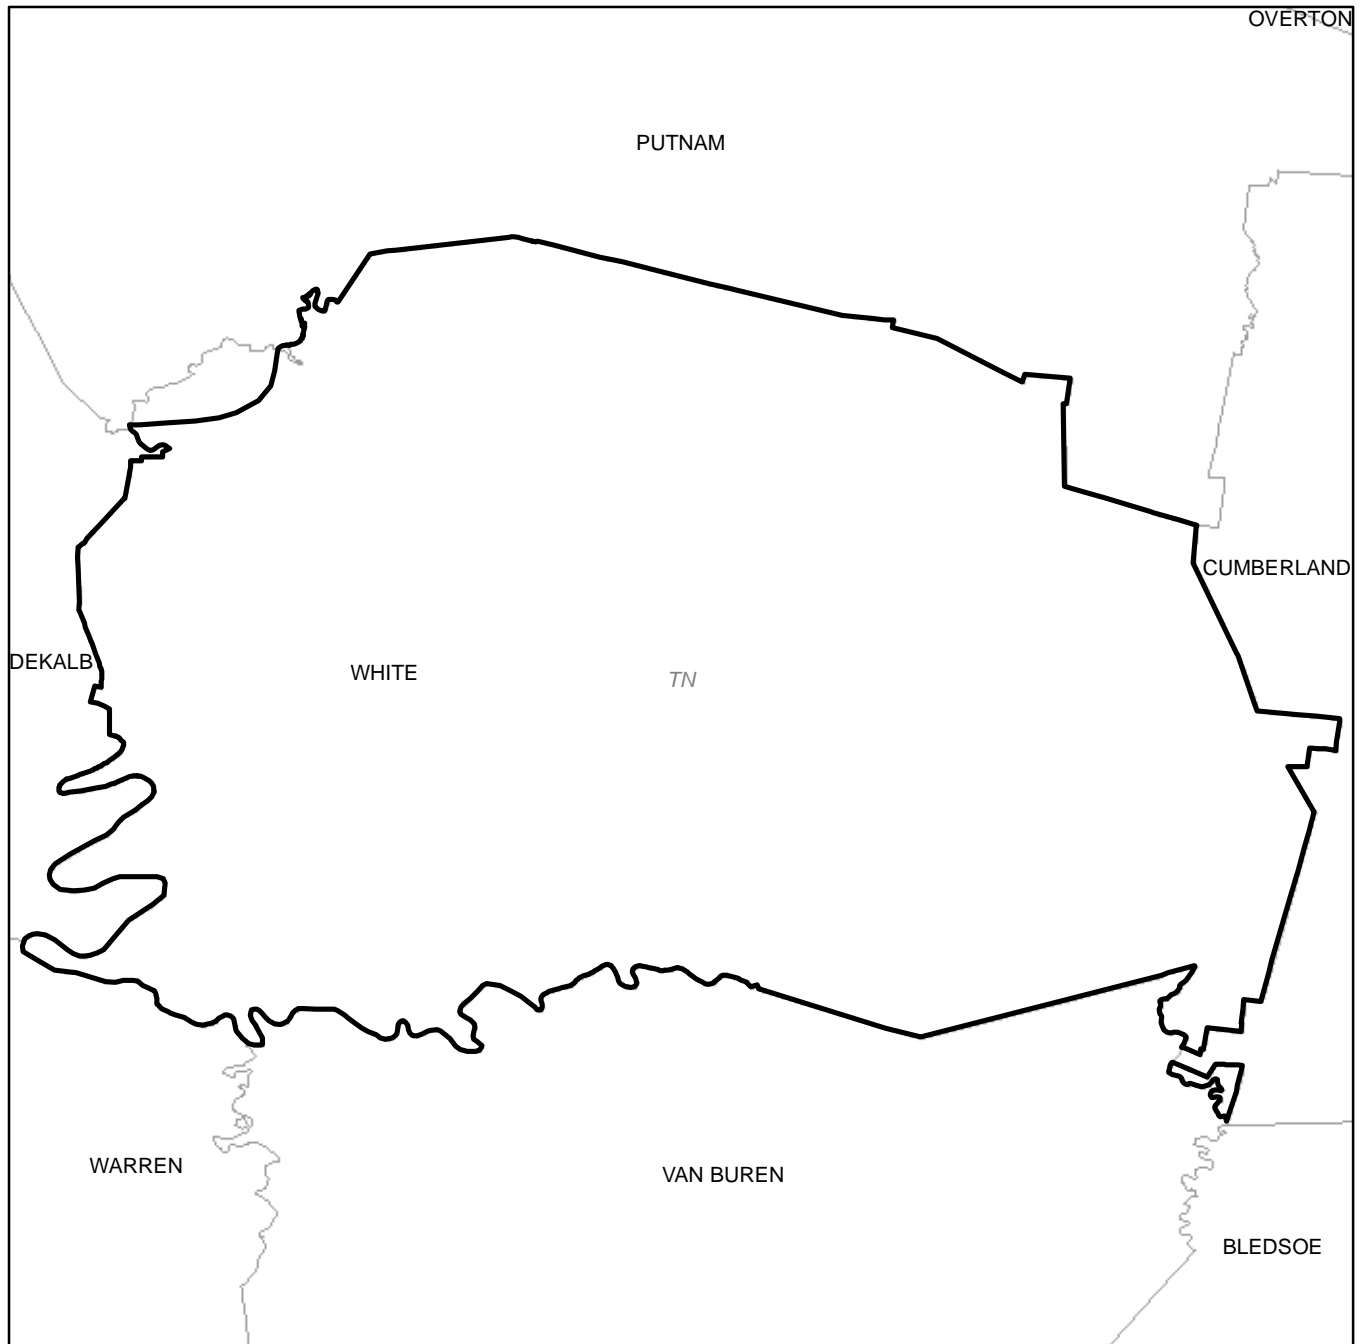 OVERTON
PUTNAM
CUMBERLAND
DEKALB
WHITE
TN
WARREN
VAN BUREN
BLEDSOE